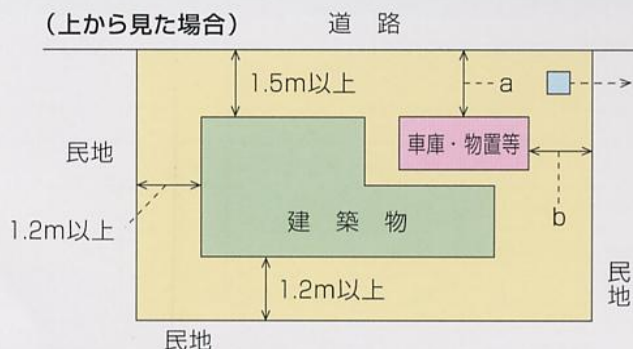 （上から見た場合）
道 路
1.5m以上
a
民地
車庫・物置等
1.2m以上
建 築 物
b
1.2m以上
民地
民地